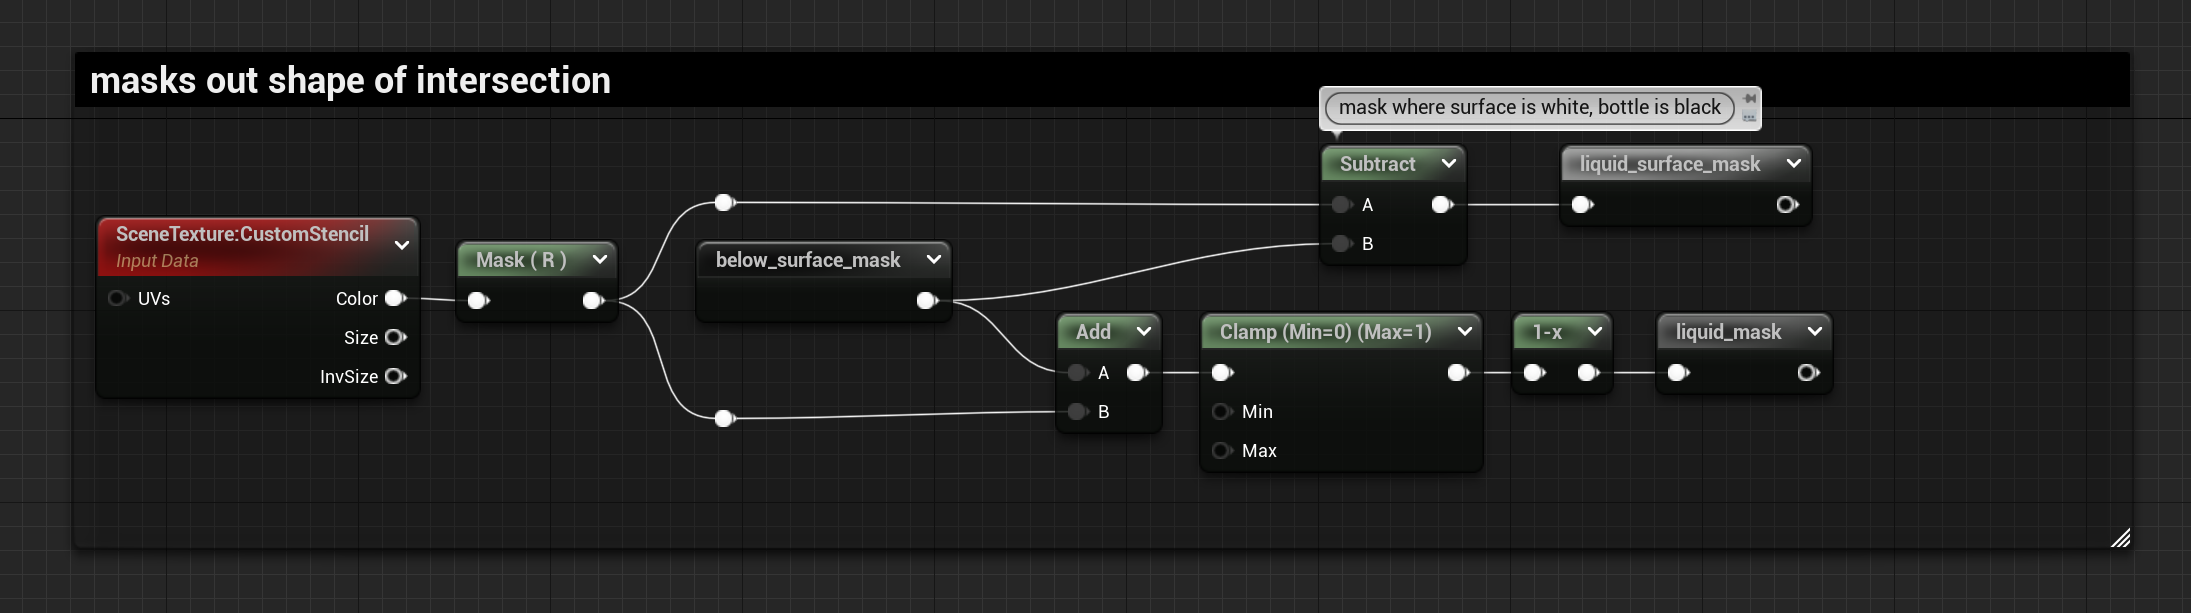 masks out shape of intersection
mask where surface is white, bottle is black
Subtract
A
B
liquid_surface_mask
SceneTexture:CustomStencil
Input Data
UVs
Color
Size
InvSize
Mask ( R )
below_surface_mask
Add
A
B
Clamp (Min=0) (Max=1)
Min
Max
1-x
liquid_mask